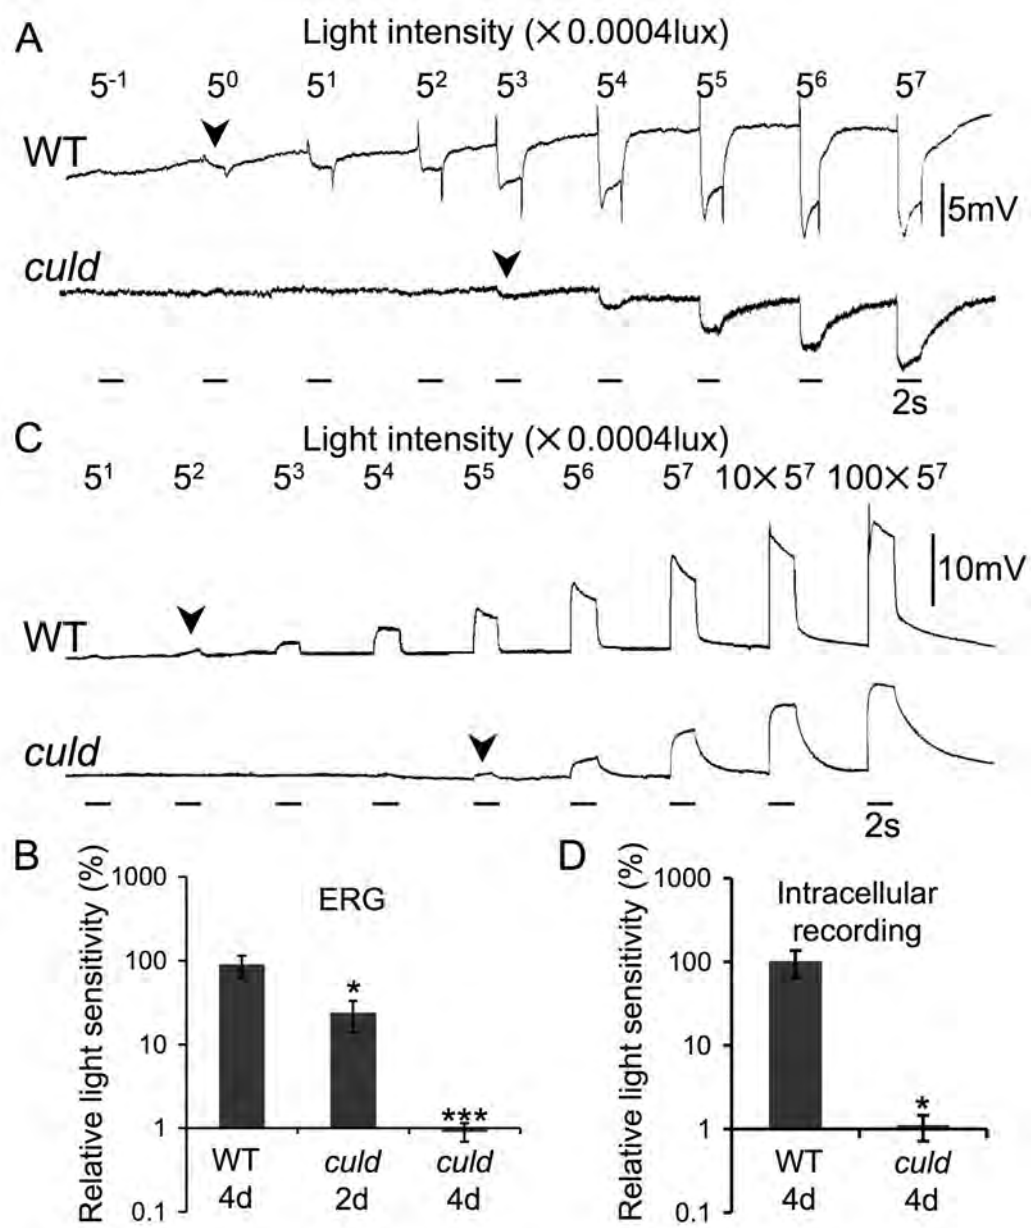 A
Light intensity (×0.0004lux)
5⁻¹ 5⁰ 5¹ 5² 5³ 5⁴ 5⁵ 5⁶ 5⁷
WT
5mV
culd
2s
C
Light intensity (×0.0004lux)
5¹ 5² 5³ 5⁴ 5⁵ 5⁶ 5⁷ 10×5⁷ 100×5⁷
10mV
WT
culd
2s
B
Relative light sensitivity (%)
1000
100
10
1
0.1
ERG
*
***
WT culd culd
4d 2d 4d
D
Relative light sensitivity (%)
1000
100
10
1
0.1
Intracellular
recording
*
WT culd
4d 4d